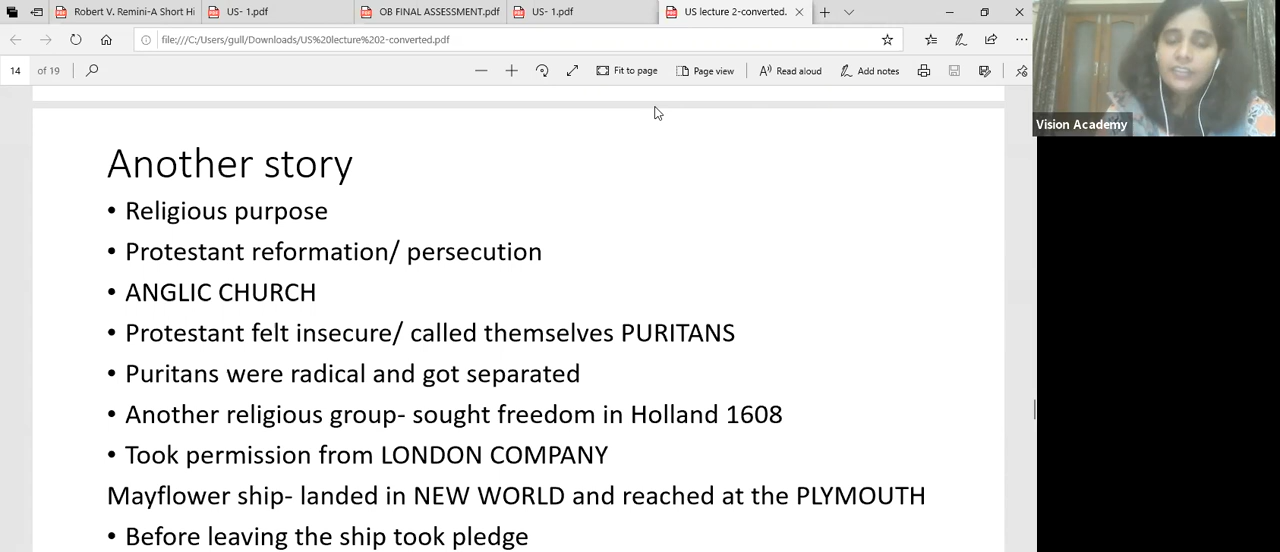 Robert V. Remini-A Short Hi
US- 1.pdf
OB FINAL ASSESSMENT.pdf
US- 1.pdf
US lecture 2-converted.
file:///C:/Users/gull/Downloads/US%20lecture%202-converted.pdf
14 of 19
Fit to page
Page view
Read aloud
Add notes
Vision Academy
Another story
• Religious purpose
• Protestant reformation/ persecution
• ANGLIC CHURCH
• Protestant felt insecure/ called themselves PURITANS
• Puritans were radical and got separated
• Another religious group- sought freedom in Holland 1608
• Took permission from LONDON COMPANY
Mayflower ship- landed in NEW WORLD and reached at the PLYMOUTH
• Before leaving the ship took pledge